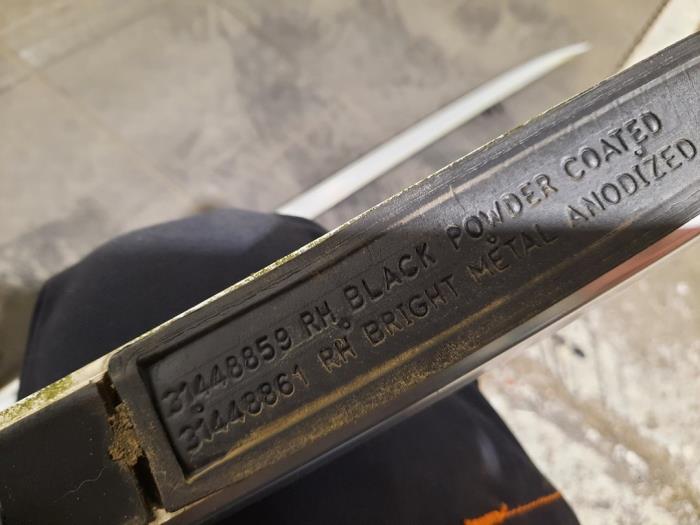 31448859 RH BLACK POWDER COATED
31448861 RH BRIGHT METAL ANODIZED